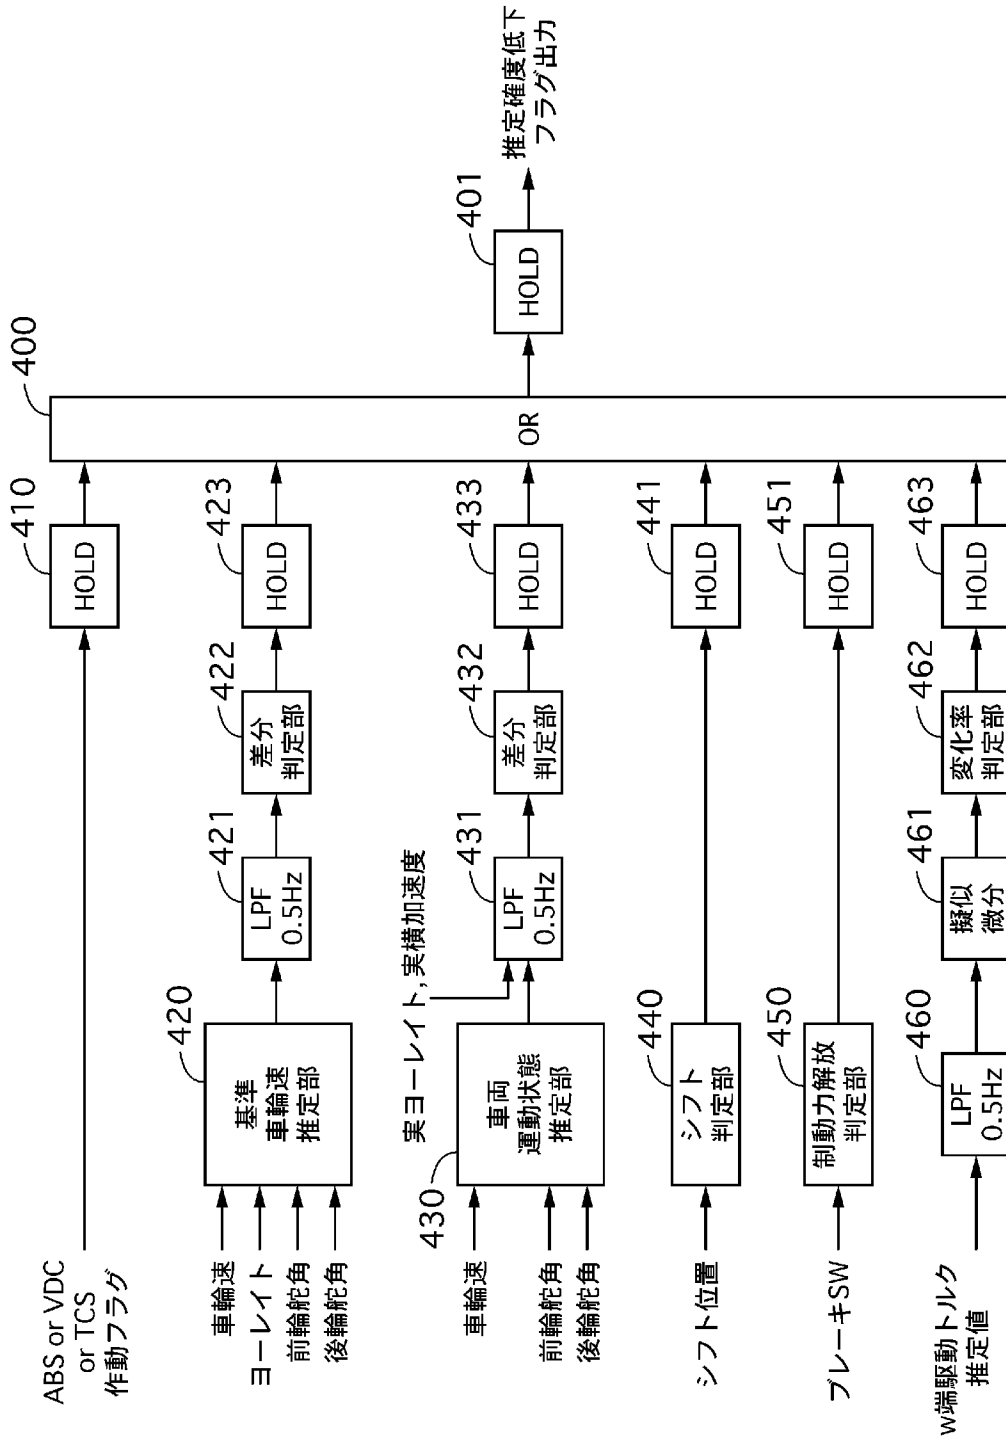 ABS or VDC
or TCS
作動フラグ
410
HOLD
400
OR
401
HOLD
推定確度低下
フラグ出力
車輪速
ヨーレイト
前輪舵角
後輪舵角
420
基準
車輪速
推定部
421
LPF
0.5Hz
422
差分
判定部
423
HOLD
実ヨーレイト,実横加速度
車輪速
前輪舵角
後輪舵角
430
車両
運動状態
推定部
431
LPF
0.5Hz
432
差分
判定部
433
HOLD
シフト位置
440
シフト
判定部
441
HOLD
ブレーキSW
450
制動力解放
判定部
451
HOLD
w端駆動トルク
推定値
460
LPF
0.5Hz
461
擬似
微分
462
変化率
判定部
463
HOLD